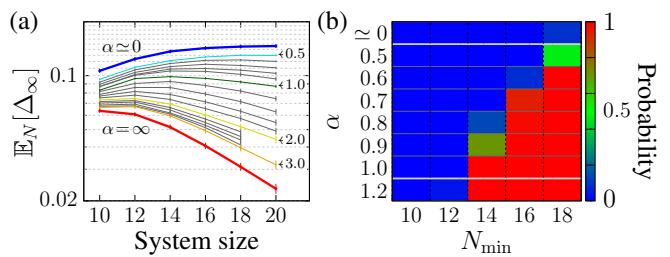 (a)
α≃0
α=∞
0.1
0.02
𝔼_N[Δ_∞]
0.5
1.0
2.0
3.0
10 12 14 16 18 20
System size
(b)
α
≃0
0.5
0.6
0.7
0.8
0.9
1.0
1.2
10 12 14 16 18
N_min
1
0.5
0
Probability